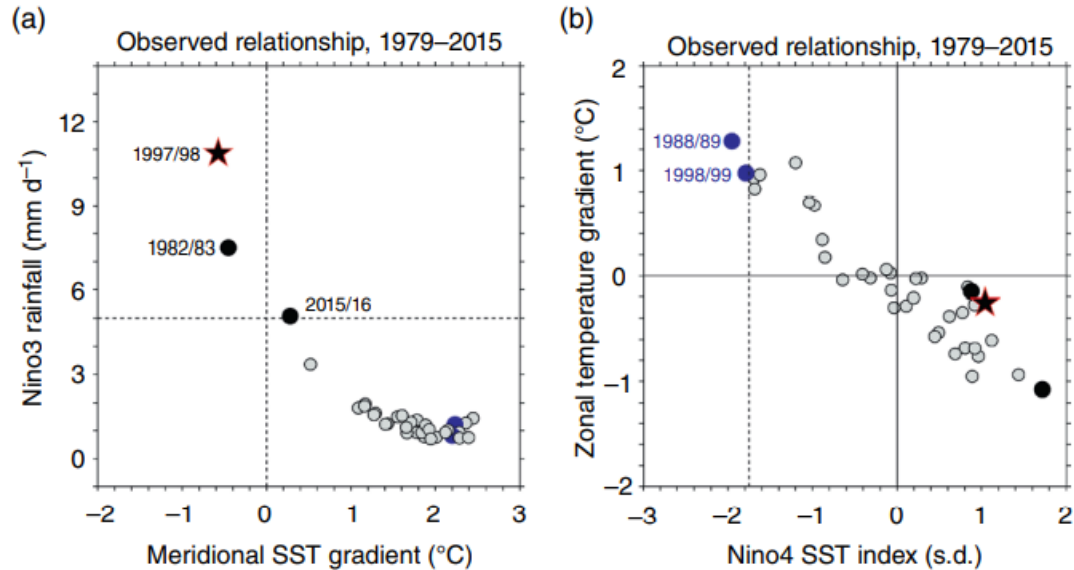 (a)
Observed relationship, 1979–2015
Nino3 rainfall (mm d⁻¹)
12
9
6
3
0
1997/98
1982/83
2015/16
−2 −1 0 1 2 3
Meridional SST gradient (°C)
(b)
Observed relationship, 1979–2015
Zonal temperature gradient (°C)
2
1
0
−1
−2
1988/89
1998/99
−3 −2 −1 0 1 2
Nino4 SST index (s.d.)